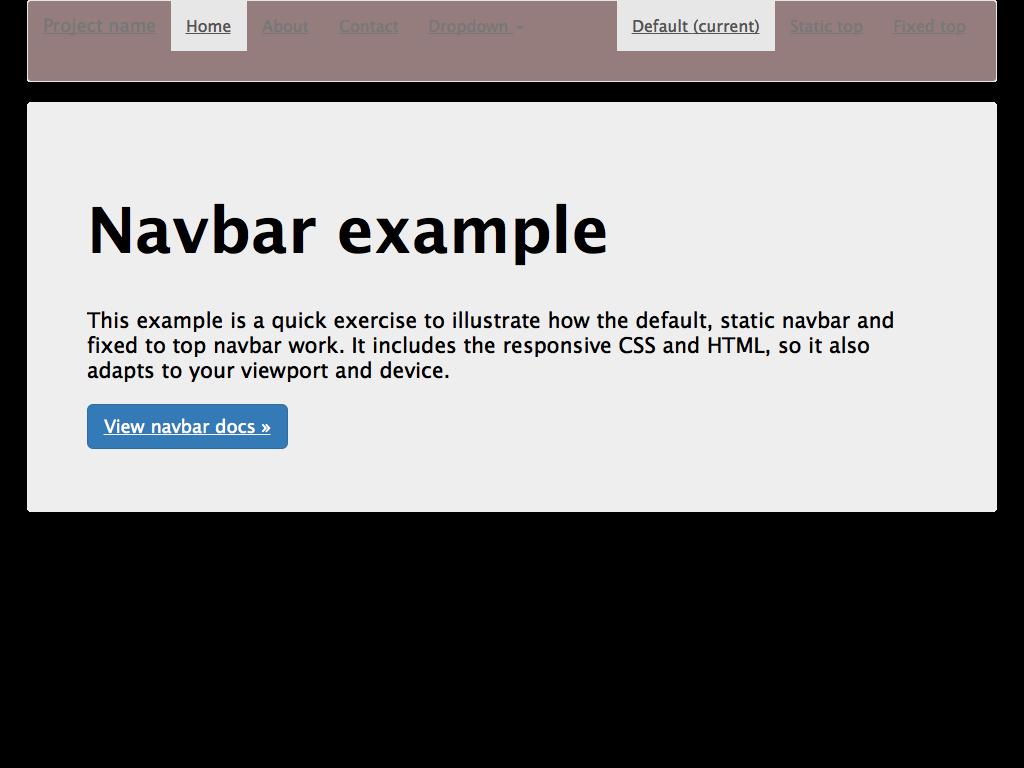 Project name Home About Contact Dropdown Default (current) Static top Fixed top
Navbar example
This example is a quick exercise to illustrate how the default, static navbar and
fixed to top navbar work. It includes the responsive CSS and HTML, so it also
adapts to your viewport and device.
View navbar docs »